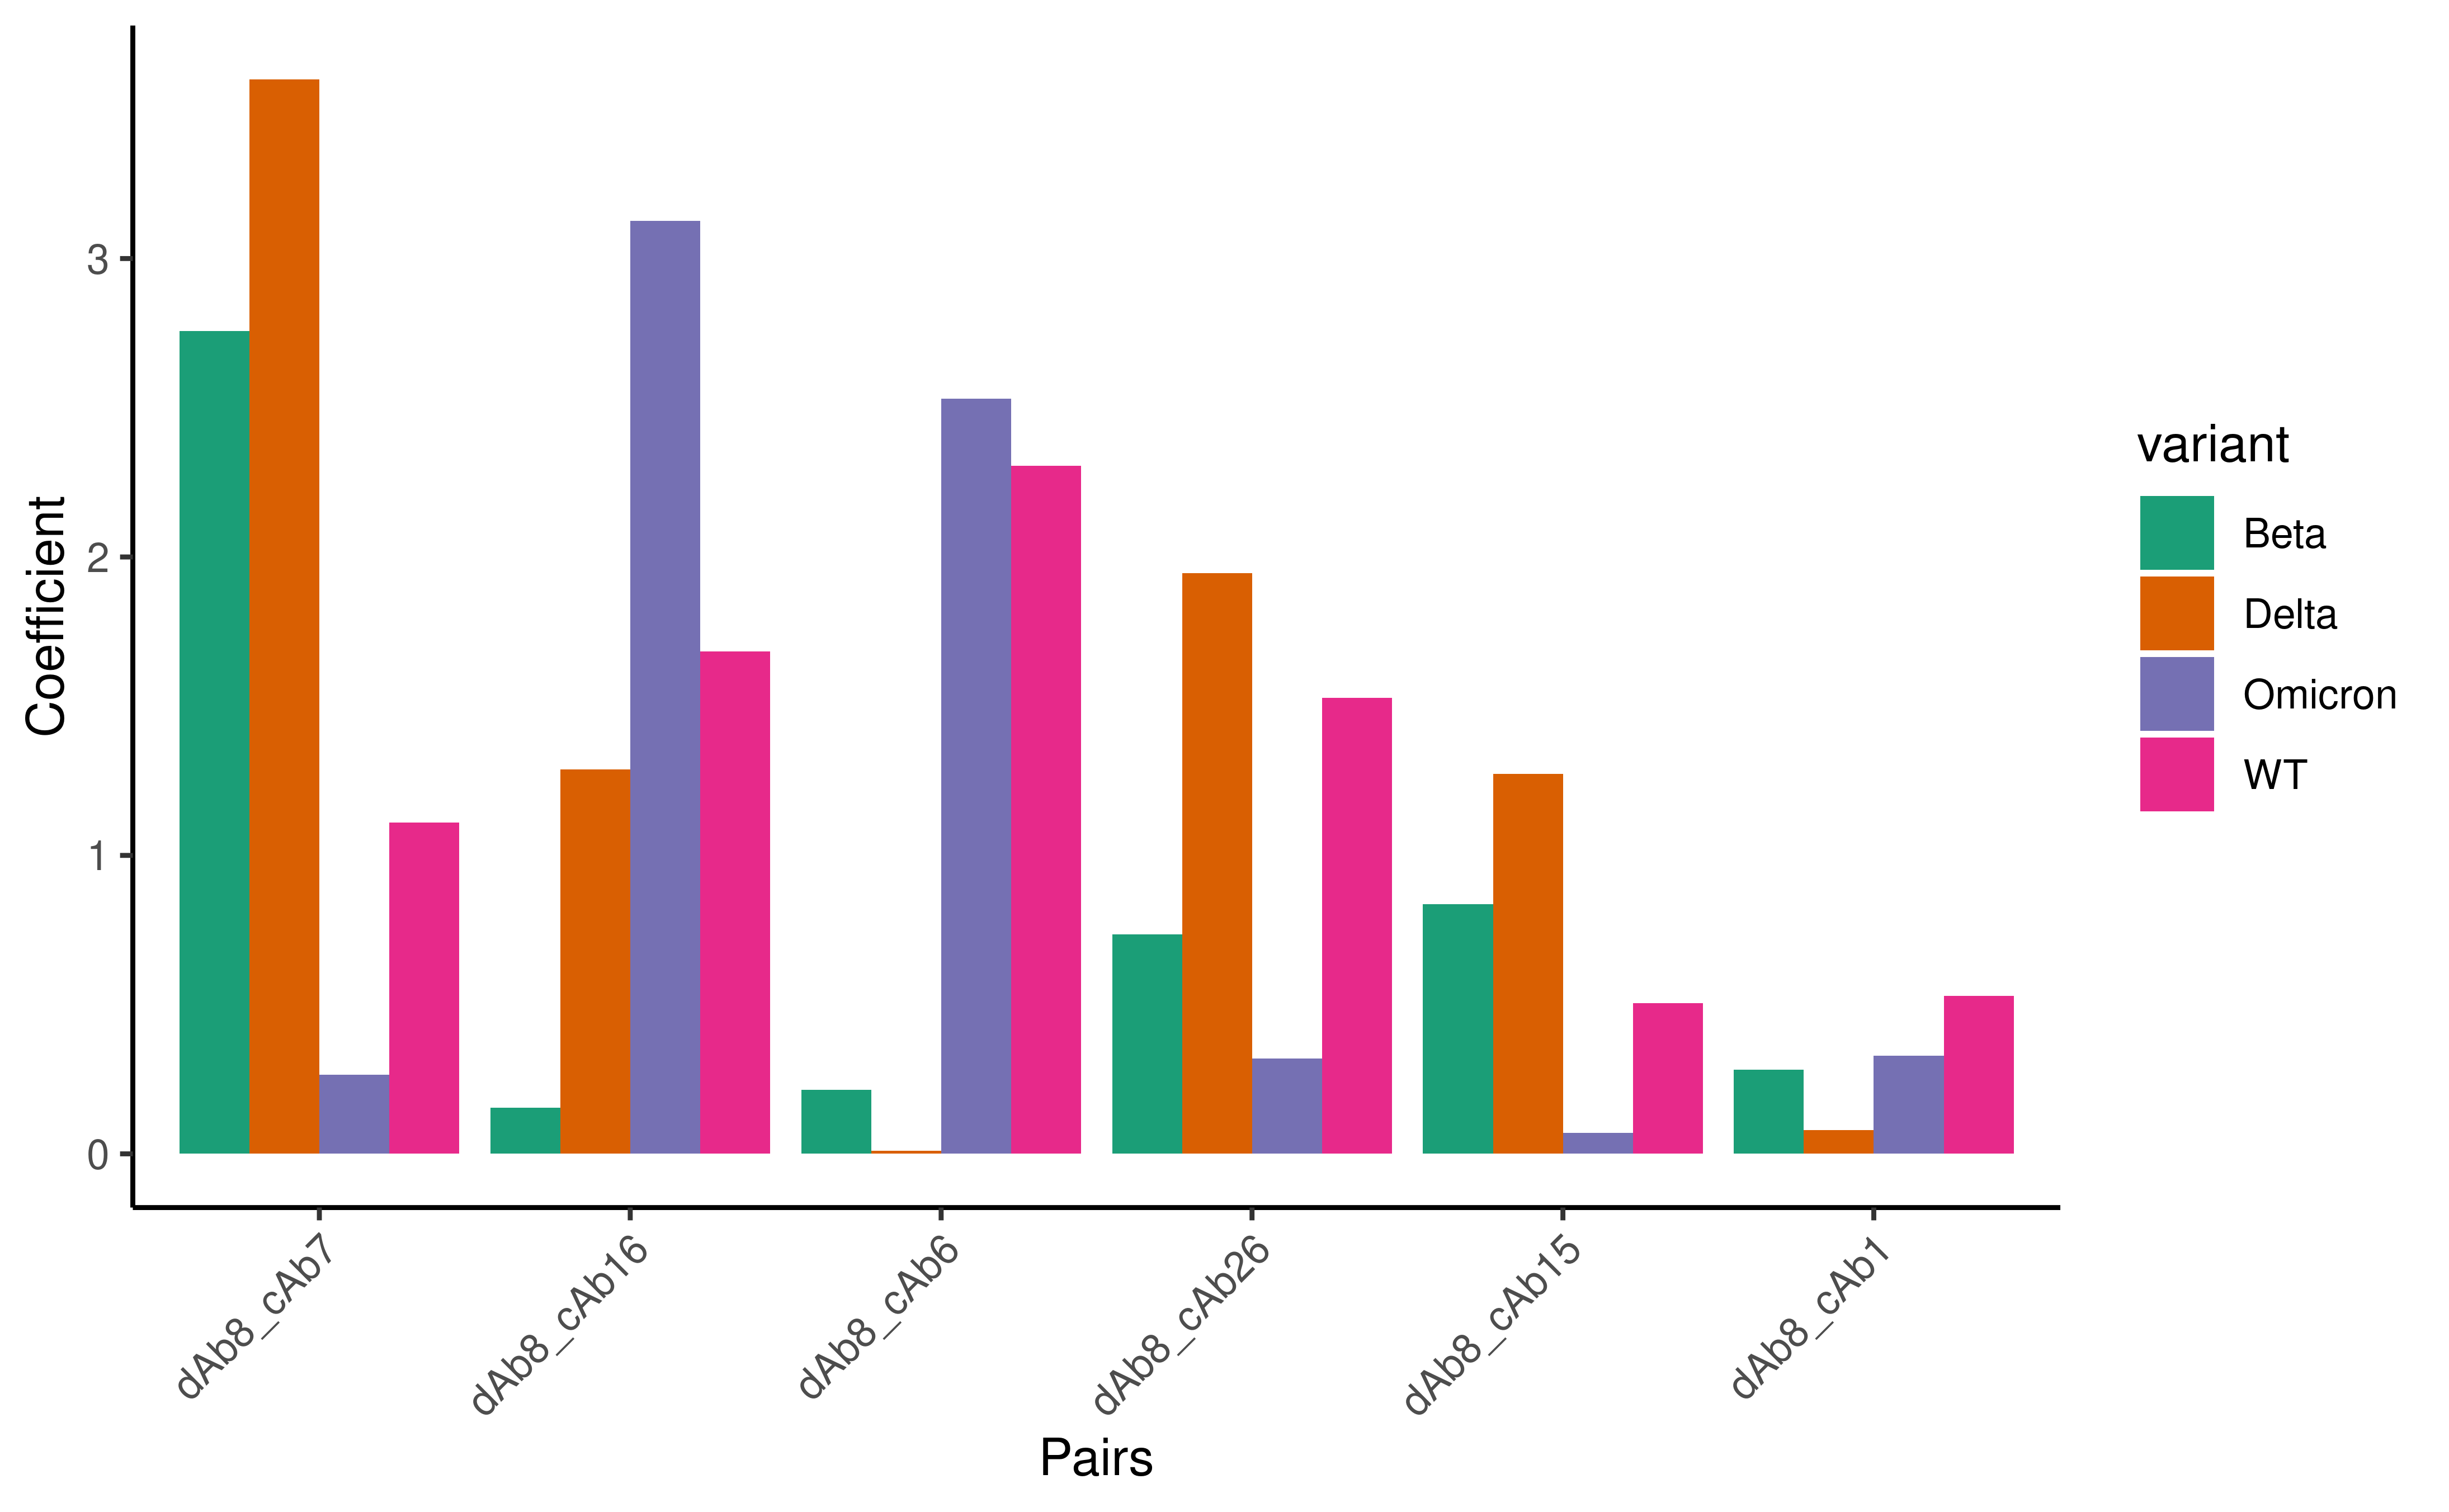 Coefficient
3
2
1
0
dAb8_cAb7
dAb8_cAb16
dAb8_cAb6
dAb8_cAb26
dAb8_cAb15
dAb8_cAb1
Pairs
variant
Beta
Delta
Omicron
WT